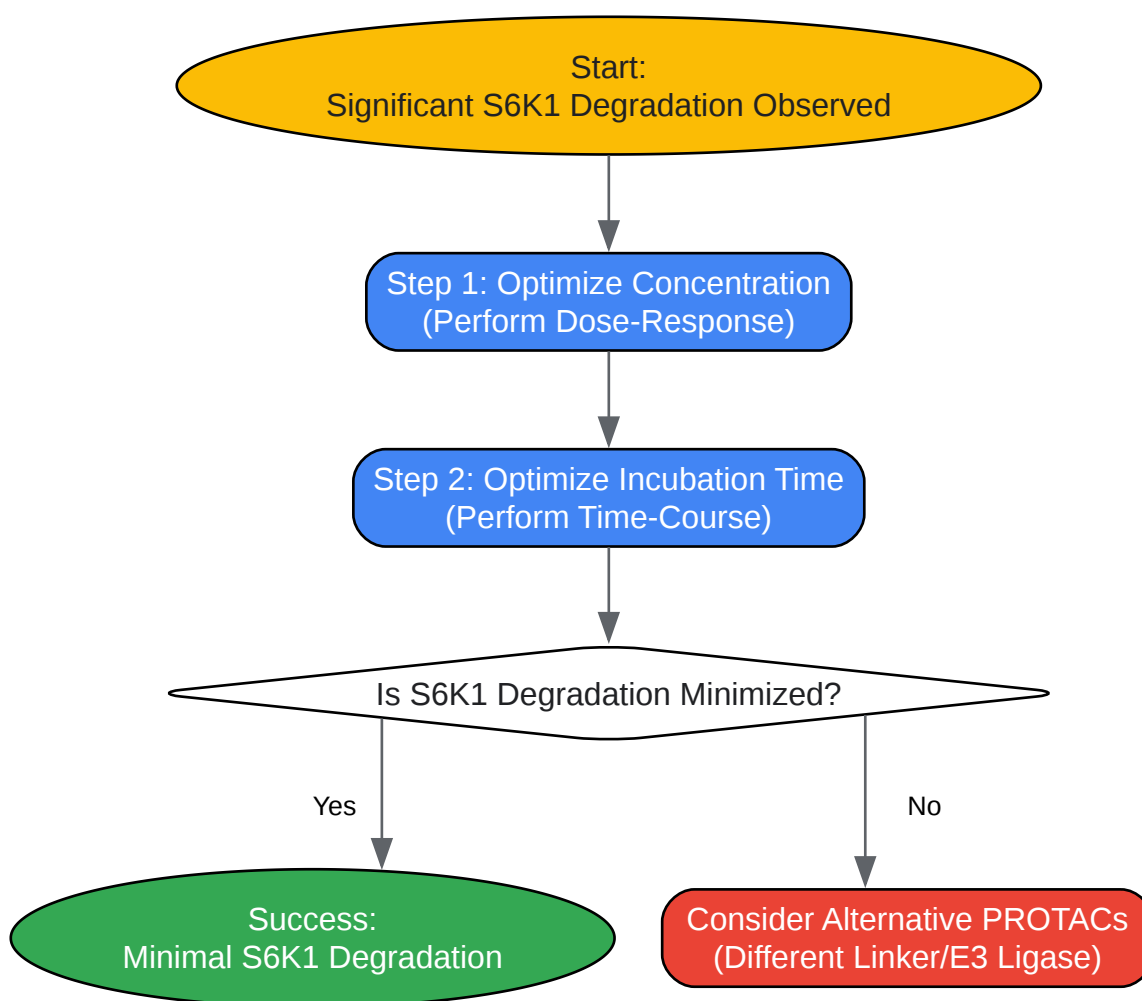 Start:
Significant S6K1 Degradation Observed
Step 1: Optimize Concentration
(Perform Dose-Response)
Step 2: Optimize Incubation Time
(Perform Time-Course)
Is S6K1 Degradation Minimized?
Yes
No
Success:
Minimal S6K1 Degradation
Consider Alternative PROTACs
(Different Linker/E3 Ligase)